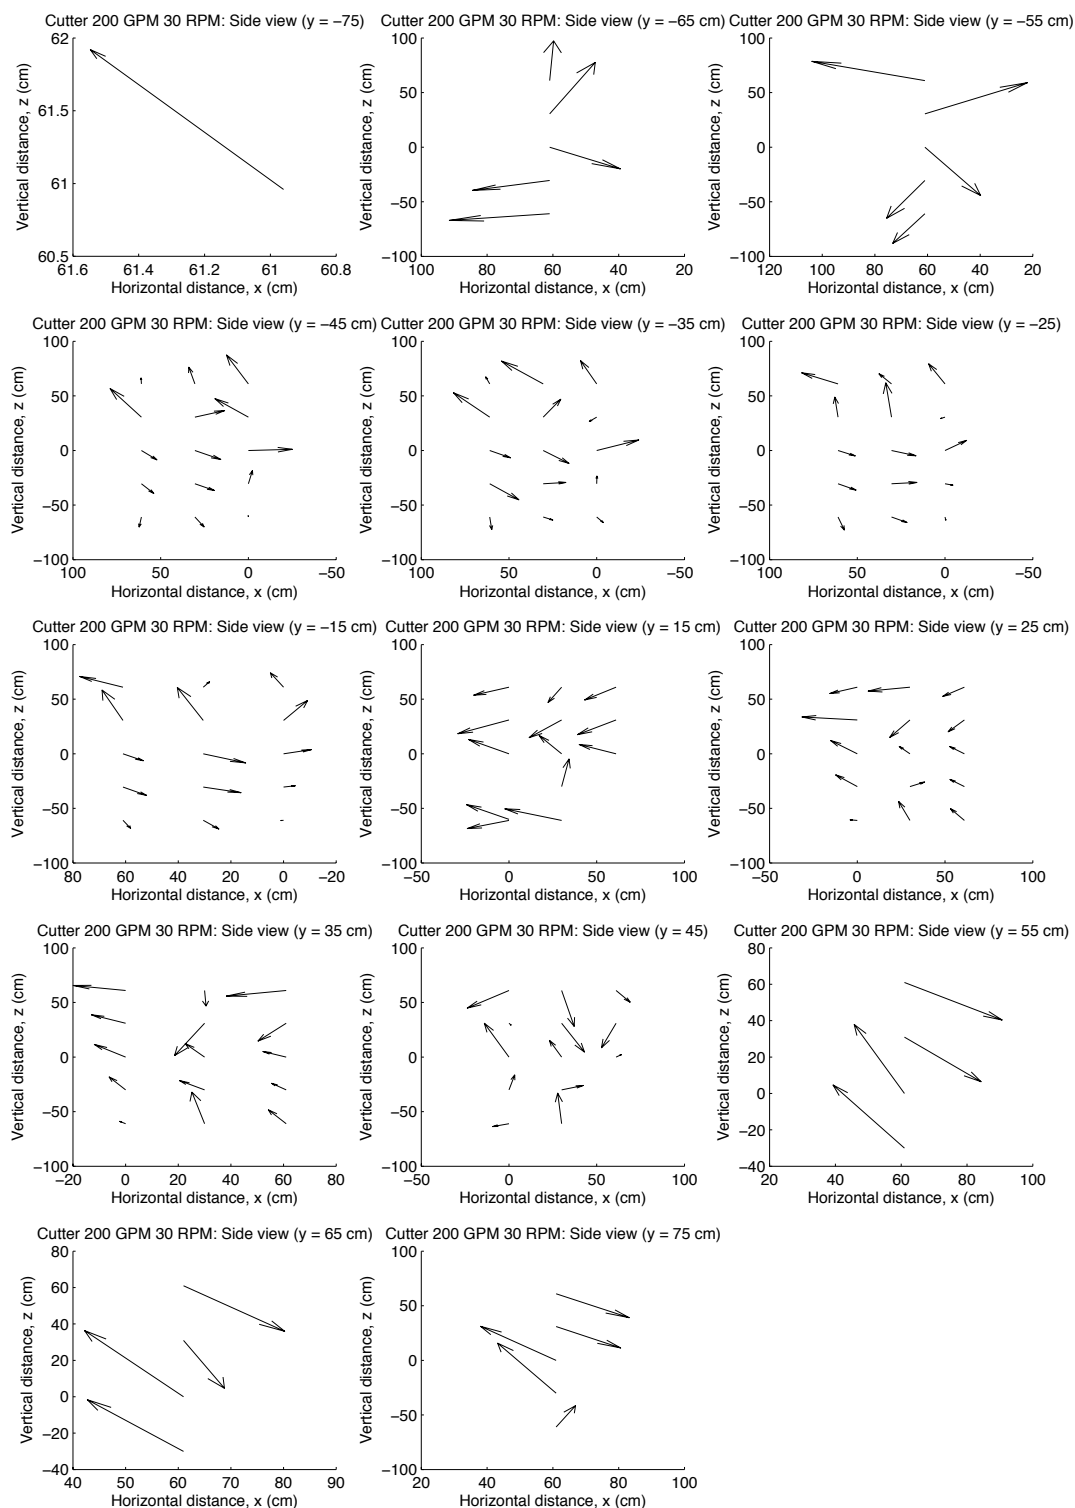 Cutter 200 GPM 30 RPM: Side view (y = −75)
Vertical distance, z (cm)
62
61.5
61
60.5
61.6 61.4 61.2 61 60.8
Horizontal distance, x (cm)
Cutter 200 GPM 30 RPM: Side view (y = −65 cm)
Vertical distance, z (cm)
100
50
0
−50
−100
100 80 60 40 20
Horizontal distance, x (cm)
Cutter 200 GPM 30 RPM: Side view (y = −55 cm)
Vertical distance, z (cm)
100
50
0
−50
−100
120 100 80 60 40 20
Horizontal distance, x (cm)
Cutter 200 GPM 30 RPM: Side view (y = −45 cm)
Vertical distance, z (cm)
100
50
0
−50
−100
100 50 0 −50
Horizontal distance, x (cm)
Cutter 200 GPM 30 RPM: Side view (y = −35 cm)
Vertical distance, z (cm)
100
50
0
−50
−100
100 50 0 −50
Horizontal distance, x (cm)
Cutter 200 GPM 30 RPM: Side view (y = −25)
Vertical distance, z (cm)
100
50
0
−50
−100
100 50 0 −50
Horizontal distance, x (cm)
Cutter 200 GPM 30 RPM: Side view (y = −15 cm)
Vertical distance, z (cm)
100
50
0
−50
−100
80 60 40 20 0 −20
Horizontal distance, x (cm)
Cutter 200 GPM 30 RPM: Side view (y = 15 cm)
Vertical distance, z (cm)
100
50
0
−50
−100
−50 0 50 100
Horizontal distance, x (cm)
Cutter 200 GPM 30 RPM: Side view (y = 25 cm)
Vertical distance, z (cm)
100
50
0
−50
−100
−50 0 50 100
Horizontal distance, x (cm)
Cutter 200 GPM 30 RPM: Side view (y = 35 cm)
Vertical distance, z (cm)
100
50
0
−50
−100
−20 0 20 40 60 80
Horizontal distance, x (cm)
Cutter 200 GPM 30 RPM: Side view (y = 45)
Vertical distance, z (cm)
100
50
0
−50
−100
−50 0 50 100
Horizontal distance, x (cm)
Cutter 200 GPM 30 RPM: Side view (y = 55 cm)
Vertical distance, z (cm)
80
60
40
20
0
−20
−40
20 40 60 80 100
Horizontal distance, x (cm)
Cutter 200 GPM 30 RPM: Side view (y = 65 cm)
Vertical distance, z (cm)
80
60
40
20
0
−20
−40
40 50 60 70 80 90
Horizontal distance, x (cm)
Cutter 200 GPM 30 RPM: Side view (y = 75 cm)
Vertical distance, z (cm)
100
50
0
−50
−100
20 40 60 80 100
Horizontal distance, x (cm)